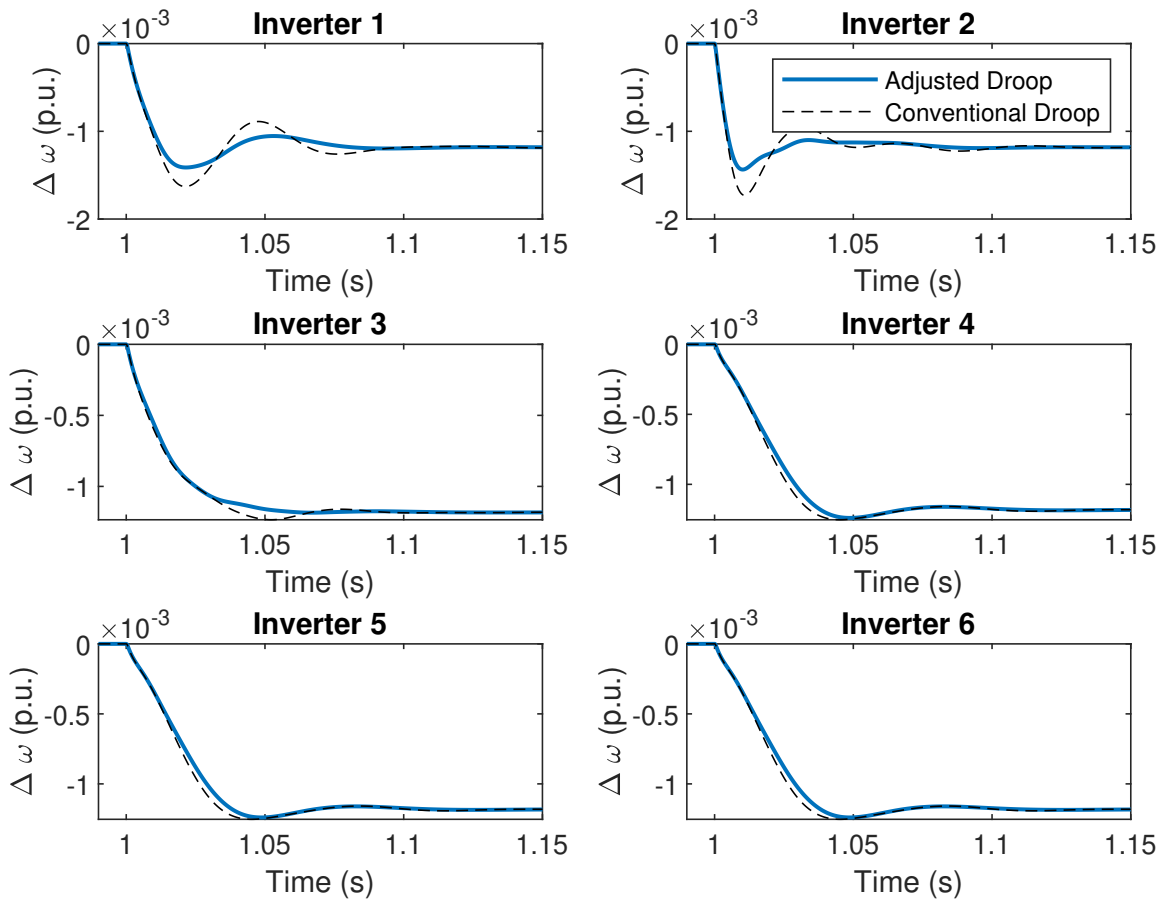 Inverter 1
×10^-3
0
-1
-2
Δ ω (p.u.)
1
1.05
1.1
1.15
Time (s)
Inverter 2
×10^-3
Adjusted Droop
Conventional Droop
0
-1
-2
Δ ω (p.u.)
1
1.05
1.1
1.15
Time (s)
Inverter 3
×10^-3
0
-0.5
-1
Δ ω (p.u.)
1
1.05
1.1
1.15
Time (s)
Inverter 4
×10^-3
0
-0.5
-1
Δ ω (p.u.)
1
1.05
1.1
1.15
Time (s)
Inverter 5
×10^-3
0
-0.5
-1
Δ ω (p.u.)
1
1.05
1.1
1.15
Time (s)
Inverter 6
×10^-3
0
-0.5
-1
Δ ω (p.u.)
1
1.05
1.1
1.15
Time (s)